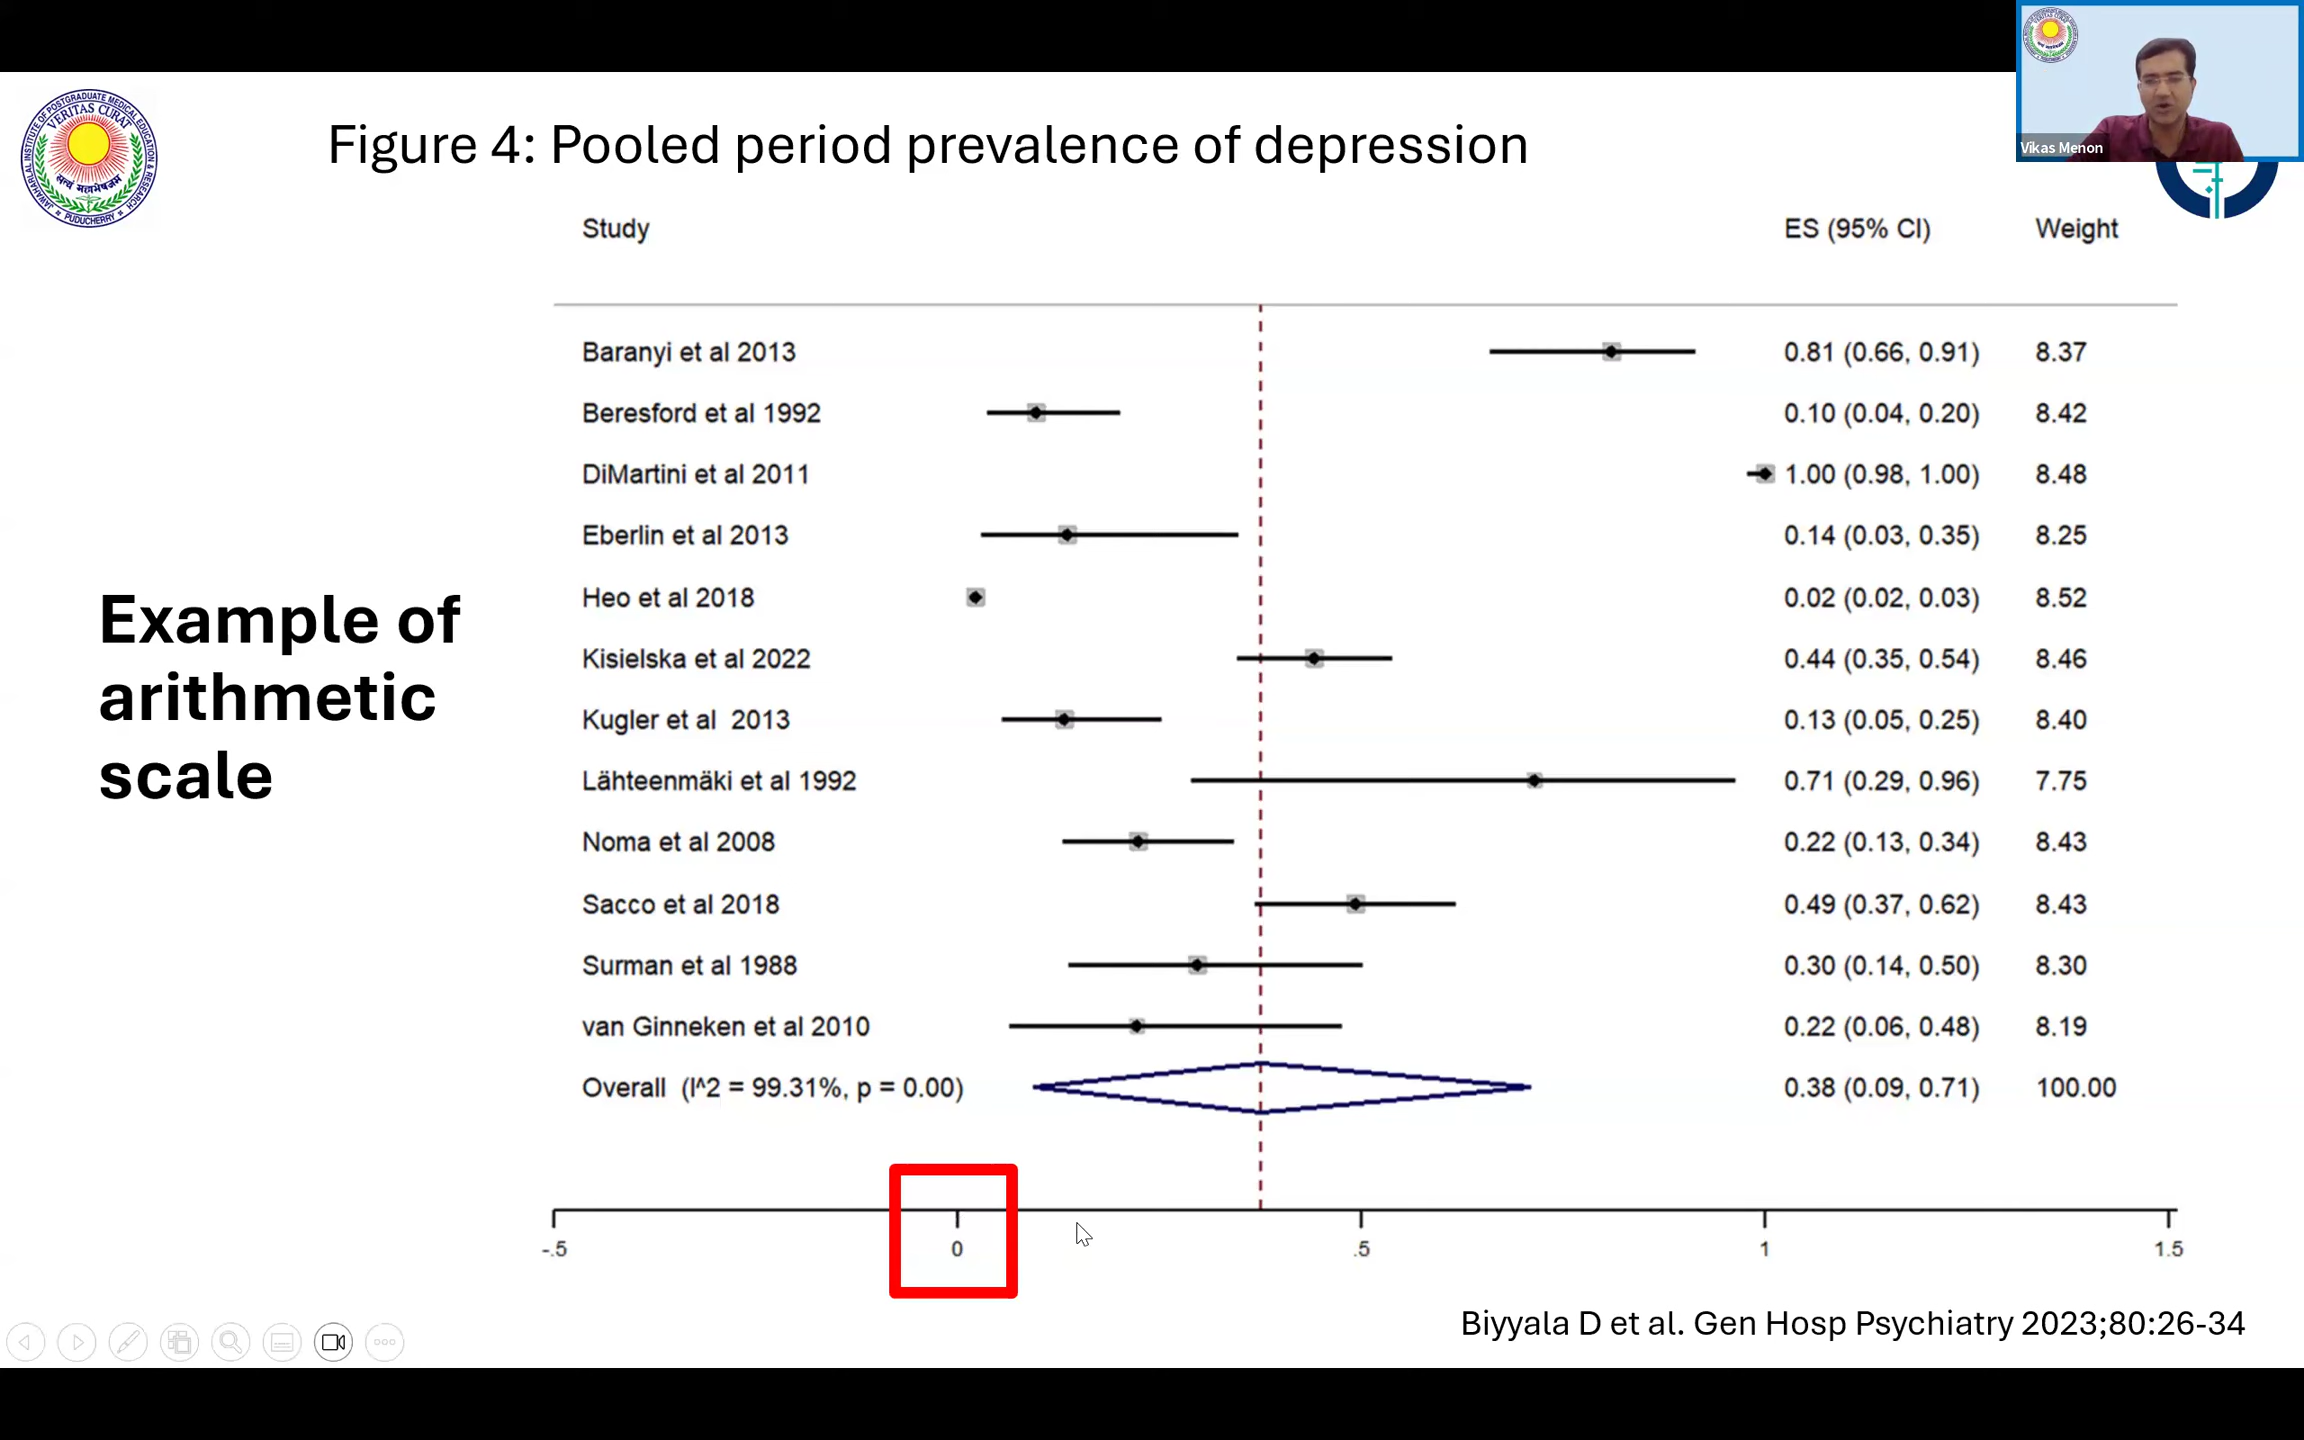 JAWAHARLAL INSTITUTE OF POSTGRADUATE MEDICAL EDUCATION & RESEARCH
VERITAS CURAT
PUDUCHERRY
Vikas Menon
Figure 4: Pooled period prevalence of depression
Study ES (95% CI) Weight
Baranyi et al 2013 0.81 (0.66, 0.91) 8.37
Beresford et al 1992 0.10 (0.04, 0.20) 8.42
DiMartini et al 2011 1.00 (0.98, 1.00) 8.48
Eberlin et al 2013 0.14 (0.03, 0.35) 8.25
Heo et al 2018 0.02 (0.02, 0.03) 8.52
Kisielska et al 2022 0.44 (0.35, 0.54) 8.46
Kugler et al 2013 0.13 (0.05, 0.25) 8.40
Lähteenmäki et al 1992 0.71 (0.29, 0.96) 7.75
Noma et al 2008 0.22 (0.13, 0.34) 8.43
Sacco et al 2018 0.49 (0.37, 0.62) 8.43
Surman et al 1988 0.30 (0.14, 0.50) 8.30
van Ginneken et al 2010 0.22 (0.06, 0.48) 8.19
Overall (I^2 = 99.31%, p = 0.00) 0.38 (0.09, 0.71) 100.00
Example of
arithmetic
scale
-.5 0 .5 1 1.5
Biyyala D et al. Gen Hosp Psychiatry 2023;80:26-34